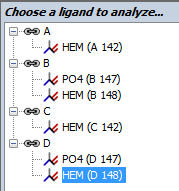 Choose a ligand to analyze...
A
HEM (A 142)
B
PO4 (B 147)
HEM (B 148)
C
HEM (C 142)
D
PO4 (D 147)
HEM (D 148)